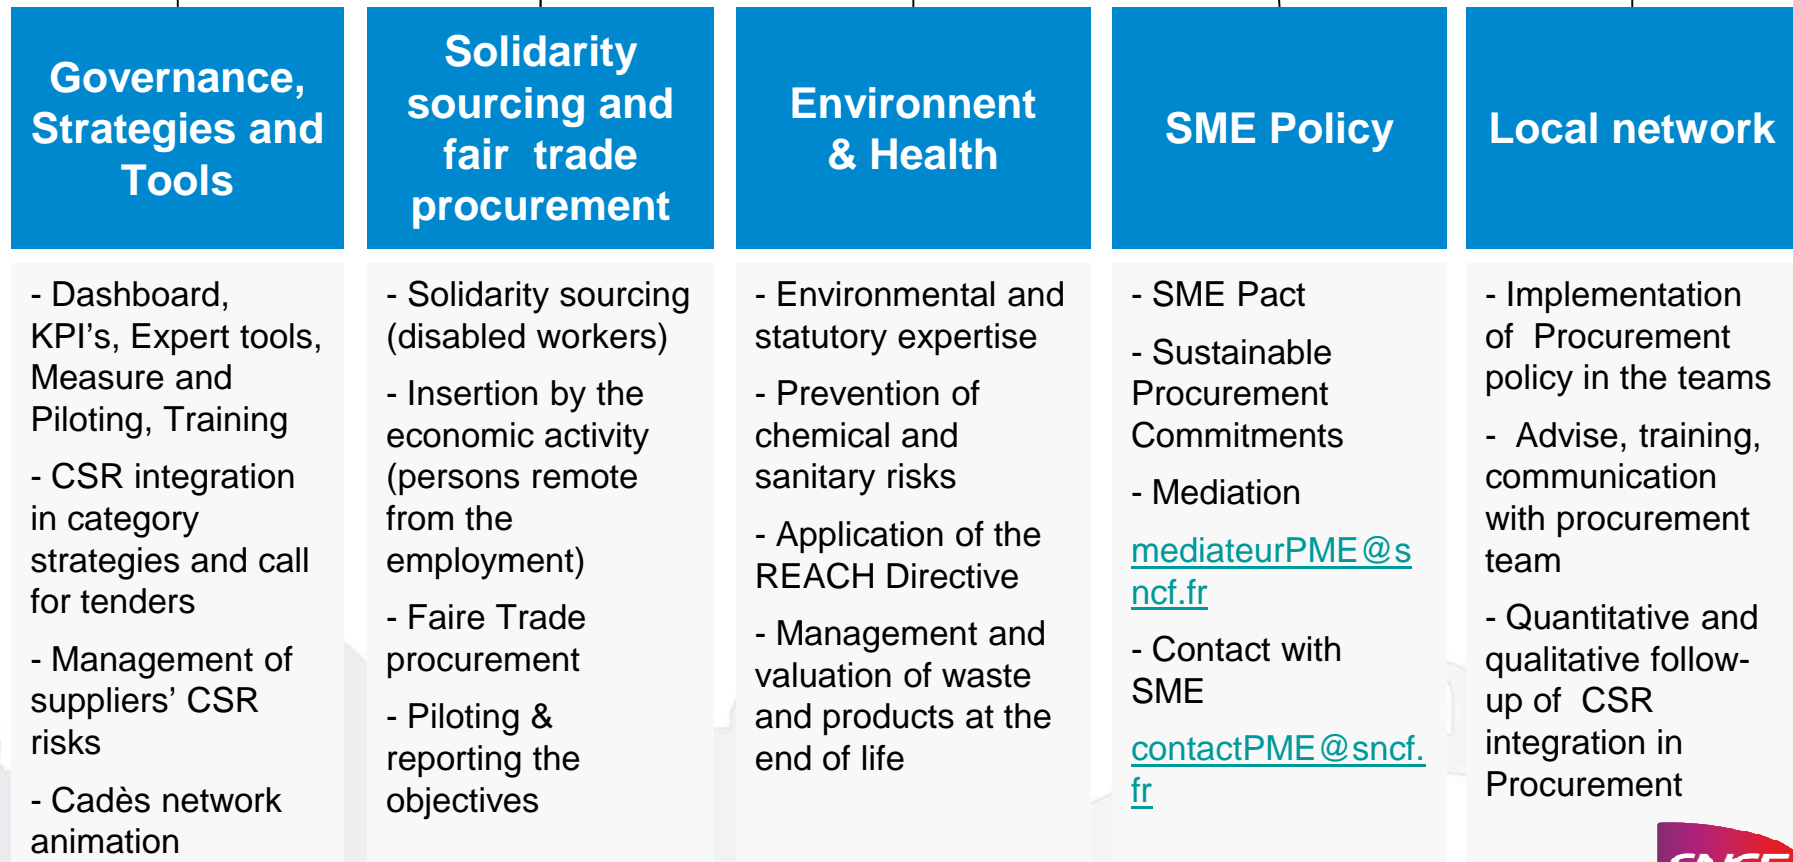 Governance,
Strategies and
Tools
Solidarity
sourcing and
fair trade
procurement
Environnent
& Health
SME Policy
Local network
- Dashboard,
KPI's, Expert tools,
Measure and
Piloting, Training
- CSR integration
in category
strategies and call
for tenders
- Management of
suppliers' CSR
risks
- Cadès network
animation
- Solidarity sourcing
(disabled workers)
- Insertion by the
economic activity
(persons remote
from the
employment)
- Faire Trade
procurement
- Piloting &
reporting the
objectives
- Environmental and
statutory expertise
- Prevention of
chemical and
sanitary risks
- Application of the
REACH Directive
- Management and
valuation of waste
and products at the
end of life
- SME Pact
- Sustainable
Procurement
Commitments
- Mediation
mediateurPME@s
ncf.fr
- Contact with
SME
contactPME@sncf.
fr
- Implementation
of Procurement
policy in the teams
- Advise, training,
communication
with procurement
team
- Quantitative and
qualitative follow-
up of CSR
integration in
Procurement
SNCF